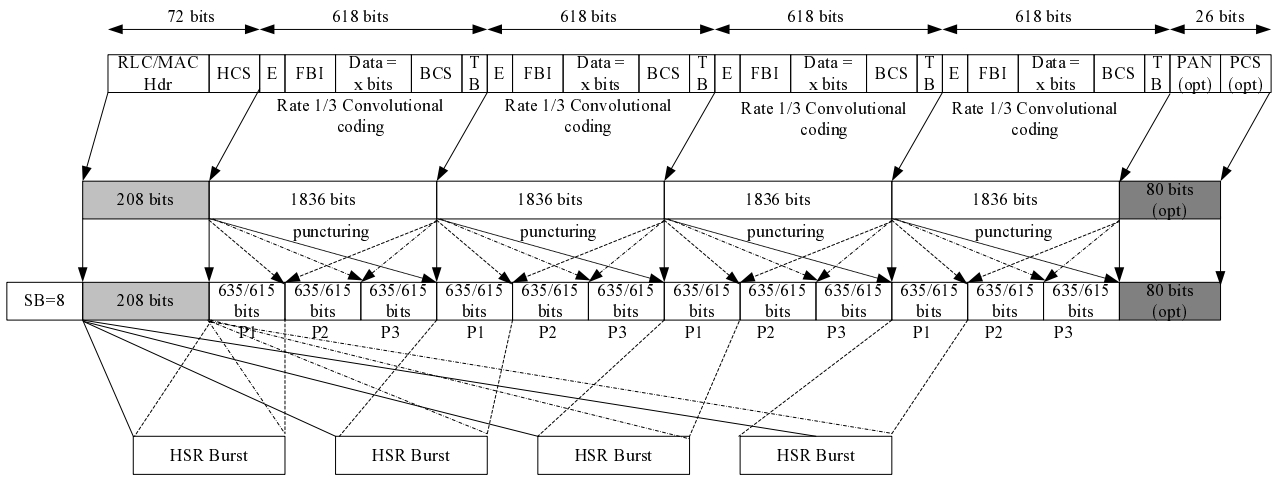 72 bits 618 bits 618 bits 618 bits 618 bits 26 bits
RLC/MAC Hdr HCS E FBI Data = x bits BCS T B E FBI Data = x bits BCS T B E FBI Data = x bits BCS T B E FBI Data = x bits BCS T B PAN (opt) PCS (opt)
Rate 1/3 Convolutional coding Rate 1/3 Convolutional coding Rate 1/3 Convolutional coding Rate 1/3 Convolutional coding
208 bits 1836 bits 1836 bits 1836 bits 1836 bits 80 bits (opt)
puncturing puncturing puncturing puncturing
SB=8 208 bits 635/615 bits 635/615 bits 635/615 bits 635/615 bits 635/615 bits 635/615 bits 635/615 bits 635/615 bits 635/615 bits 635/615 bits 635/615 bits 635/615 bits 80 bits (opt)
P1 P2 P3 P1 P2 P3 P1 P2 P3 P1 P2 P3
HSR Burst HSR Burst HSR Burst HSR Burst